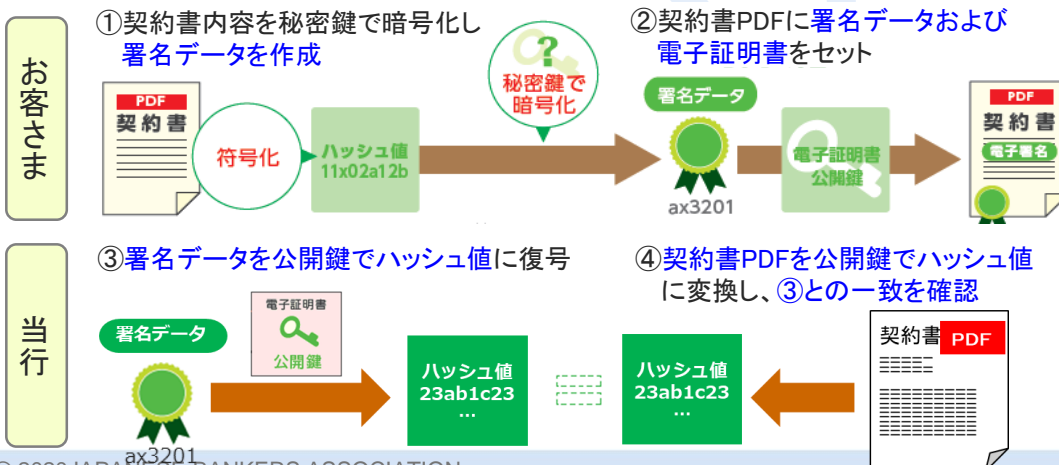 お客さま
①契約書内容を秘密鍵で暗号化し
署名データを作成
②契約書PDFに署名データおよび
電子証明書をセット
PDF
契約書
符号化
ハッシュ値
11x02a12b
?
秘密鍵で
暗号化
署名データ
ax3201
電子証明書
公開鍵
PDF
契約書
電子署名
当行
③署名データを公開鍵でハッシュ値に復号
④契約書PDFを公開鍵でハッシュ値
に変換し、③との一致を確認
署名データ
ax3201
電子証明書
公開鍵
ハッシュ値
23ab1c23
…
ハッシュ値
23ab1c23
…
契約書 PDF
BANKERS ASSOCIATION